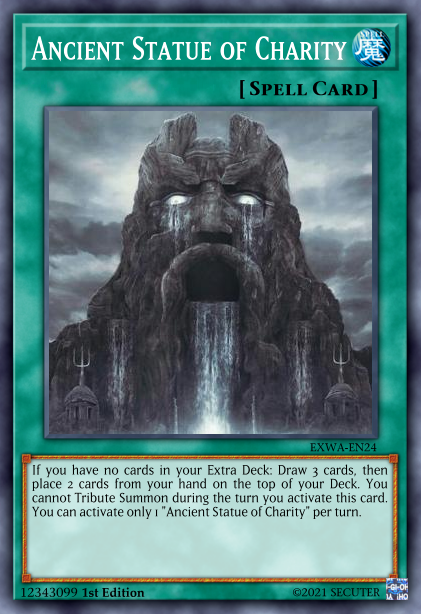 ANCIENT STATUE OF CHARITY
魔
[ SPELL CARD ]
EXWA-EN24
If you have no cards in your Extra Deck: Draw 3 cards, then
place 2 cards from your hand on the top of your Deck. You
cannot Tribute Summon during the turn you activate this card.
You can activate only 1 "Ancient Statue of Charity" per turn.
12343099 1st Edition
©2021 SECUTER